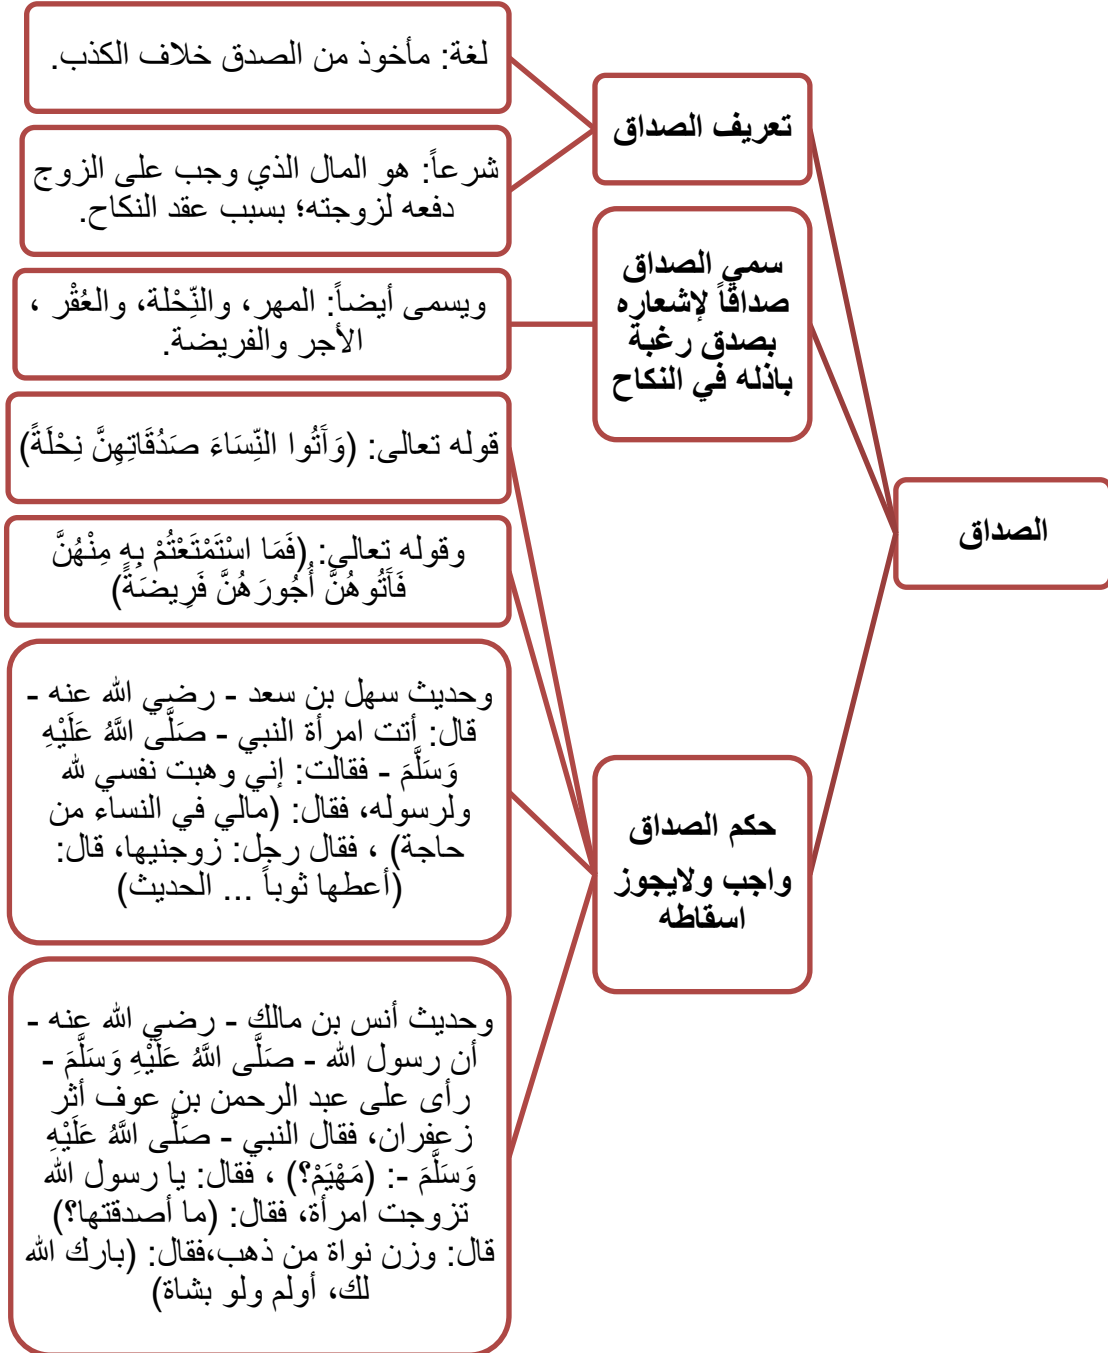 الصداق
تعريف الصداق
لغة: مأخوذ من الصدق خلاف الكذب.
شرعاً: هو المال الذي وجب على الزوج
دفعه لزوجته؛ بسبب عقد النكاح.
سمي الصداق
صداقاً لإشعاره
بصدق رغبة
باذله في النكاح
ويسمى أيضاً: المهر، والنِّحْلة، والعُقْر ،
الأجر والفريضة.
حكم الصداق
واجب ولايجوز
اسقاطه
قوله تعالى: (وَآَتُوا النِّسَاءَ صَدُقَاتِهِنَّ نِحْلَةً)
وقوله تعالى: (فَمَا اسْتَمْتَعْتُمْ بِهِ مِنْهُنَّ
فَآَتُوهُنَّ أُجُورَهُنَّ فَرِيضَةً)
وحديث سهل بن سعد - رضي الله عنه -
قال: أتت امرأة النبي - صَلَّى اللَّهُ عَلَيْهِ
وَسَلَّمَ - فقالت: إني وهبت نفسي لله
ولرسوله، فقال: (مالي في النساء من
حاجة) ، فقال رجل: زوجنيها، قال:
(أعطها ثوباً ... الحديث)
وحديث أنس بن مالك - رضي الله عنه -
أن رسول الله - صَلَّى اللَّهُ عَلَيْهِ وَسَلَّمَ -
رأى على عبد الرحمن بن عوف أثر
زعفران، فقال النبي - صَلَّى اللَّهُ عَلَيْهِ
وَسَلَّمَ -: (مَهْيَمْ؟) ، فقال: يا رسول الله
تزوجت امرأة، فقال: (ما أصدقتها؟)
قال: وزن نواة من ذهب،فقال: (بارك الله
لك، أولم ولو بشاة)